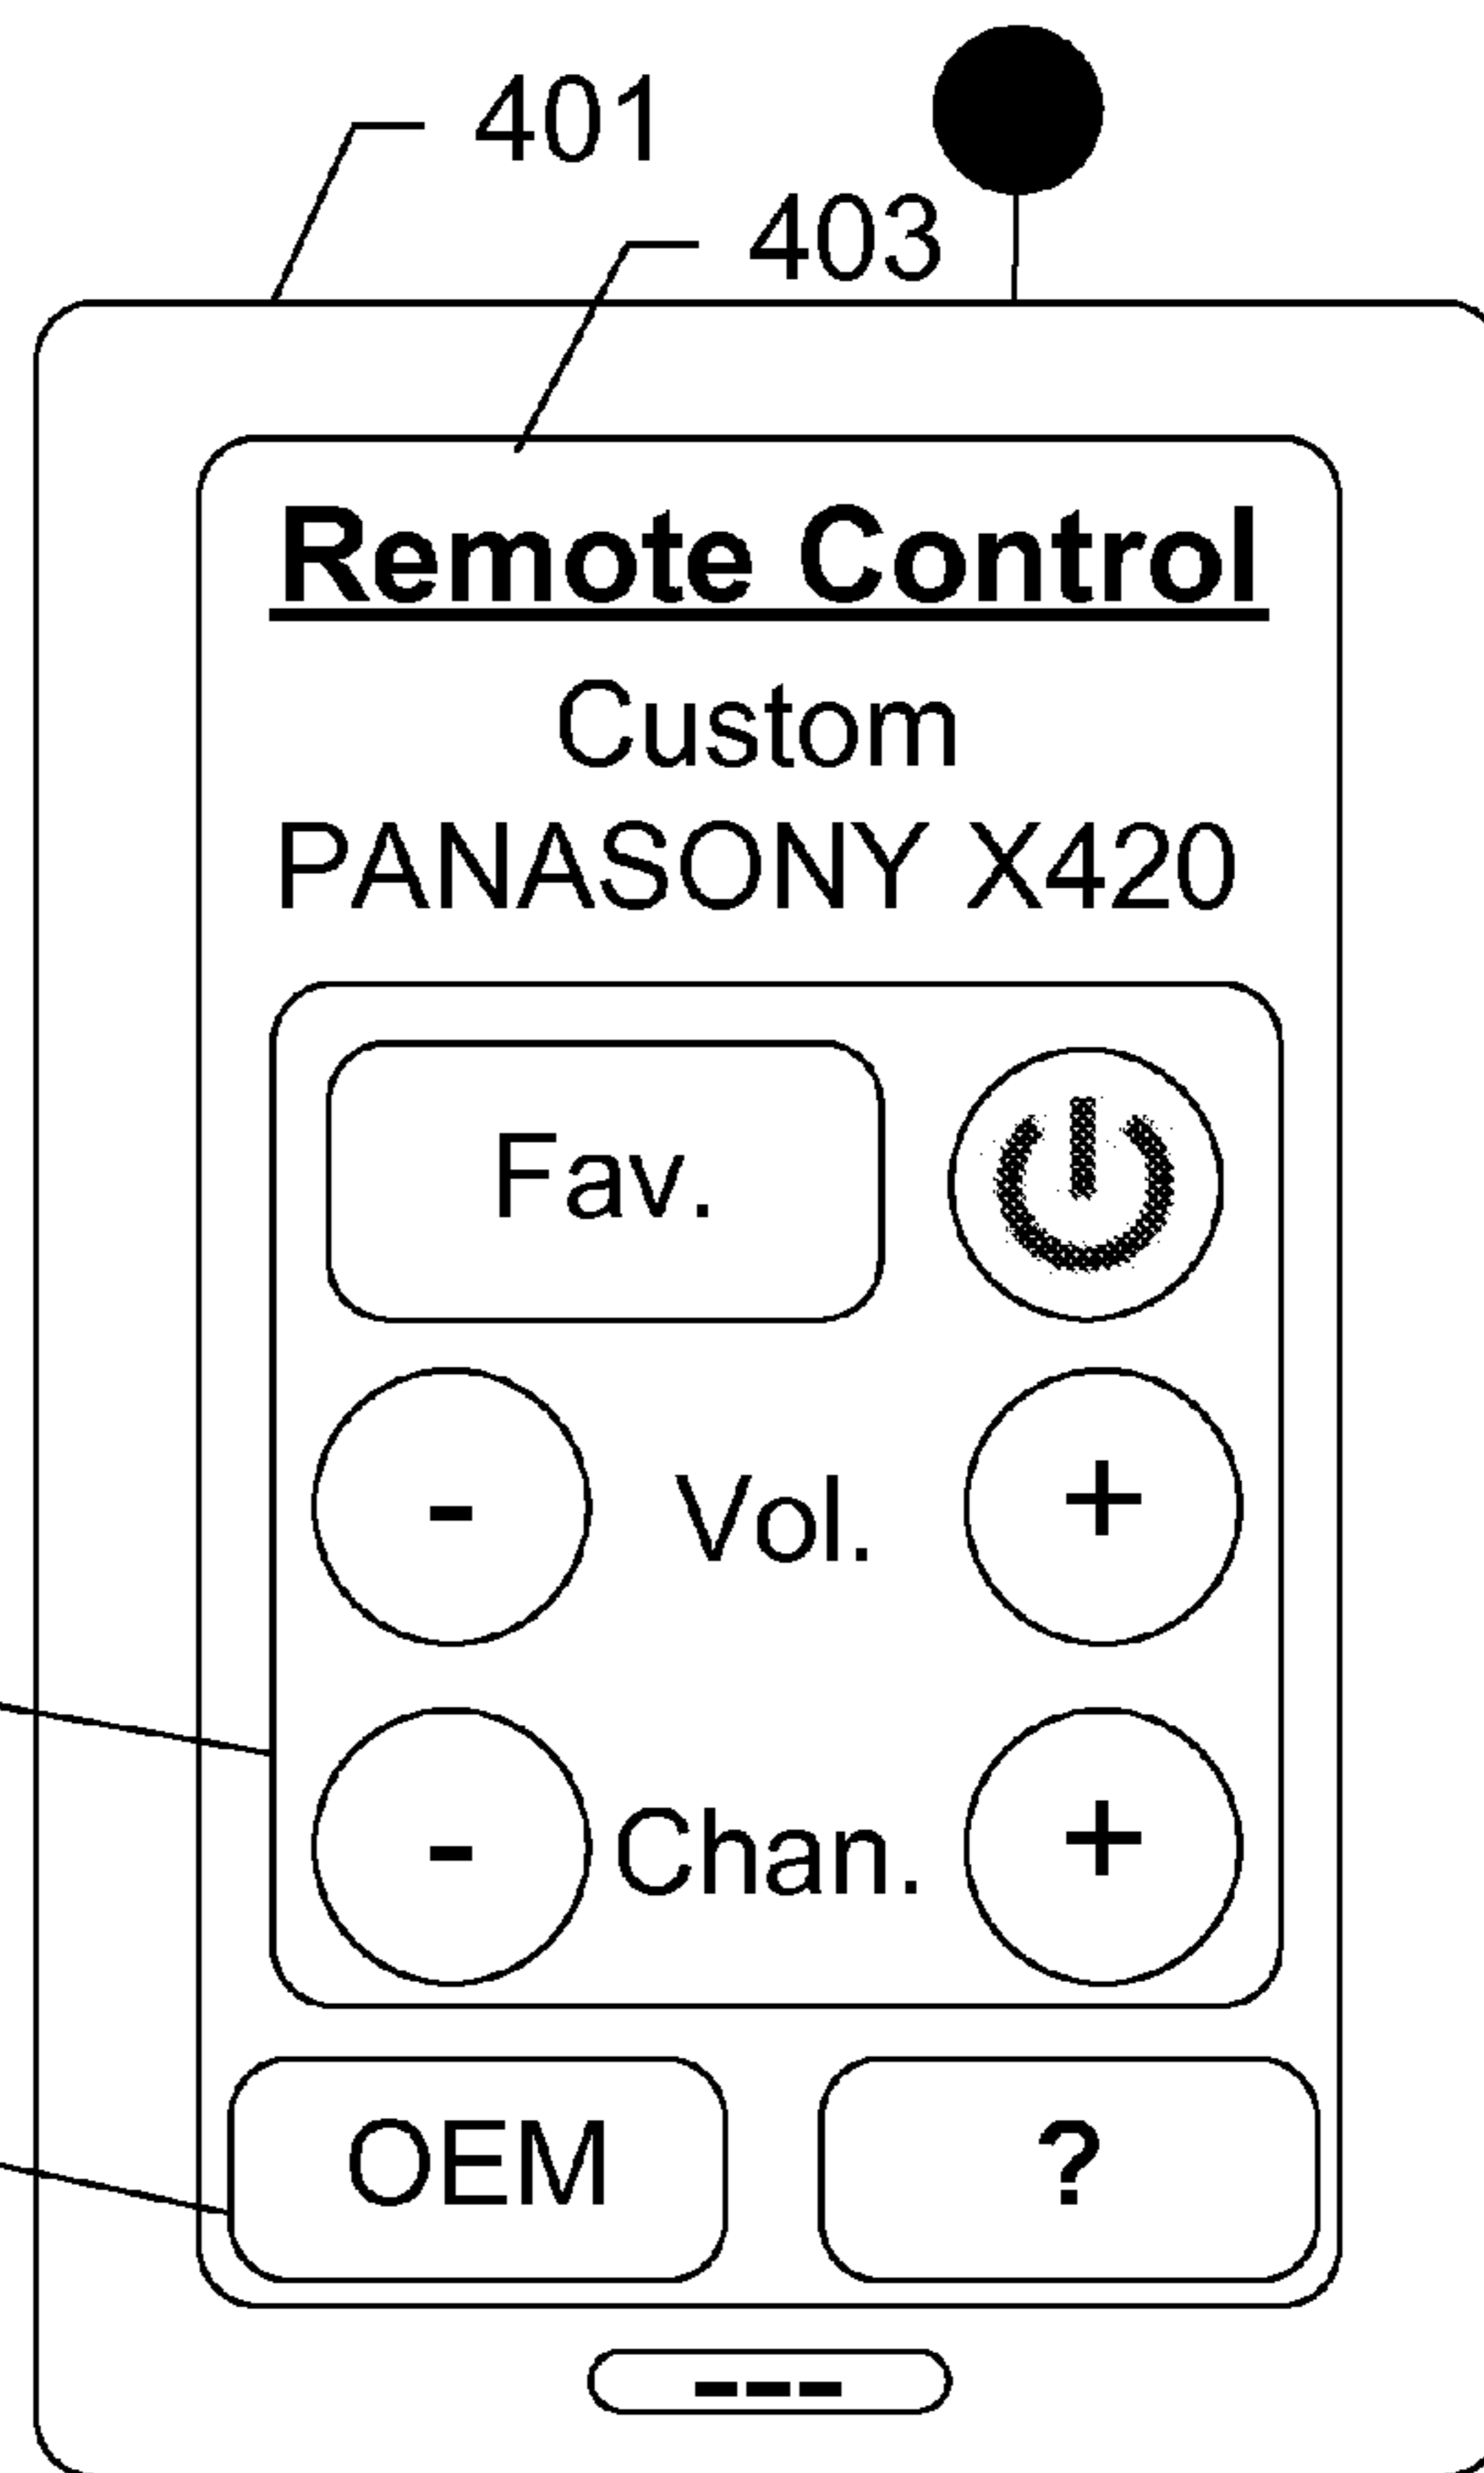 401
403
Remote Control
Custom
PANASONY X420
Fav.
- Vol. +
- Chan. +
OEM ?
---